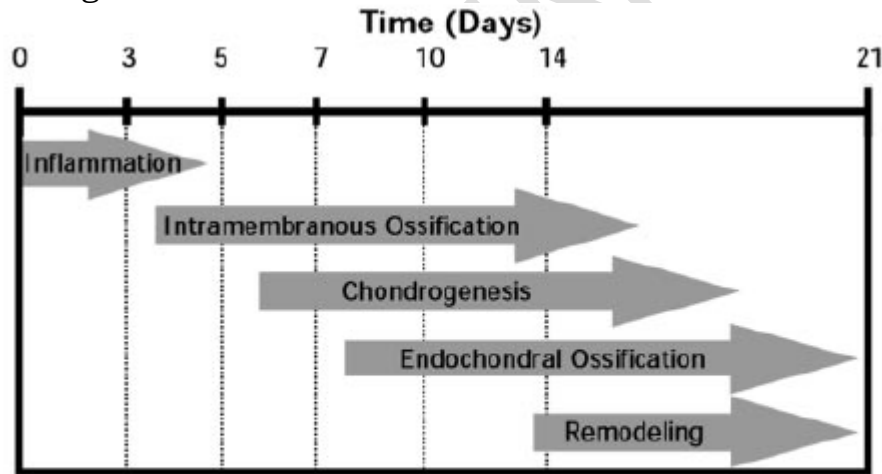 Time (Days)
0 3 5 7 10 14 21
Inflammation
Intramembranous Ossification
Chondrogenesis
Endochondral Ossification
Remodeling